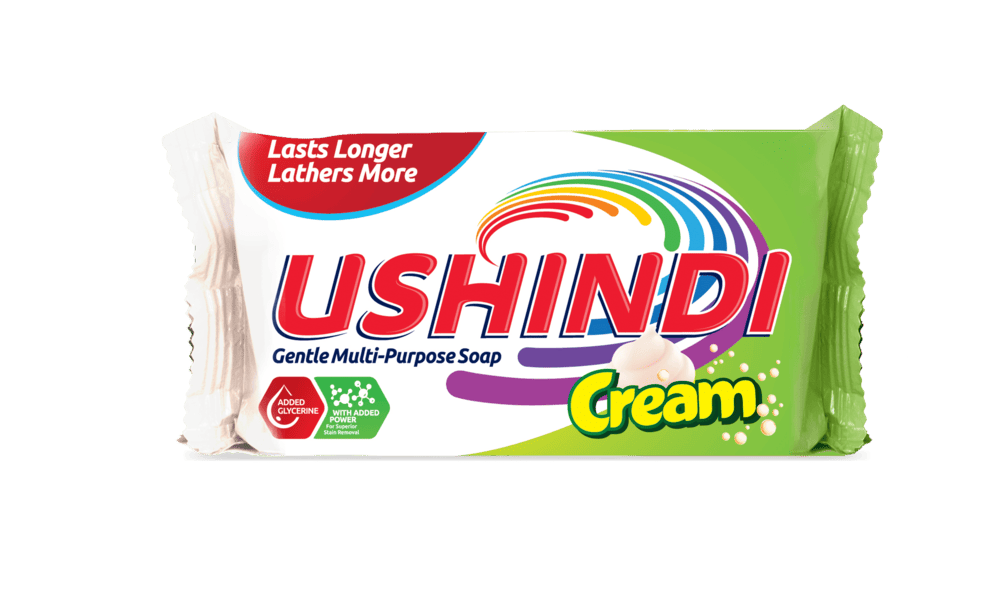 Lasts Longer
Lathers More
USHINDI
Gentle Multi-Purpose Soap
Cream
ADDED
GLYCERINE
WITH ADDED
POWER
For Superior
Stain Removal